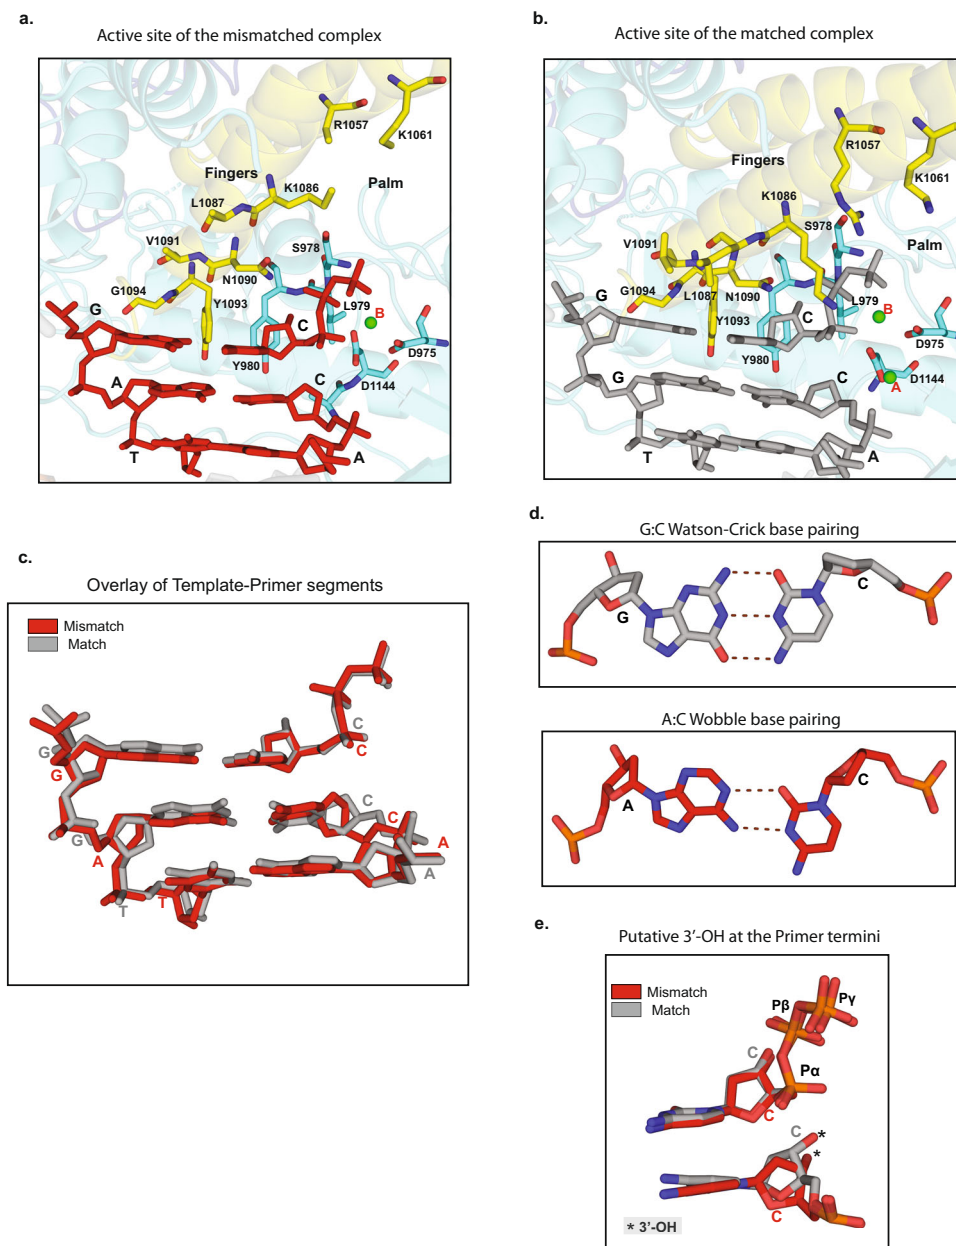 a.
Active site of the mismatched complex
R1057
K1061
Fingers
K1086
Palm
L1087
V1091
S978
N1090
G1094
Y1093
L979
G
C
B
D975
Y980
D1144
A
C
T
A
b.
Active site of the matched complex
R1057
Fingers
K1061
K1086
S978
V1091
Palm
G1094
L1087
N1090
L979
G
Y1093
C
B
D975
Y980
G
C
D1144
A
T
A
c.
Overlay of Template-Primer segments
Mismatch
Match
G
G
C
C
G
A
C
C
A
A
T
T
d.
G:C Watson-Crick base pairing
G
C
A:C Wobble base pairing
A
C
e.
Putative 3'-OH at the Primer termini
Mismatch
Match
Pβ
Pγ
C
Pα
C
C
*
*
C
* 3'-OH